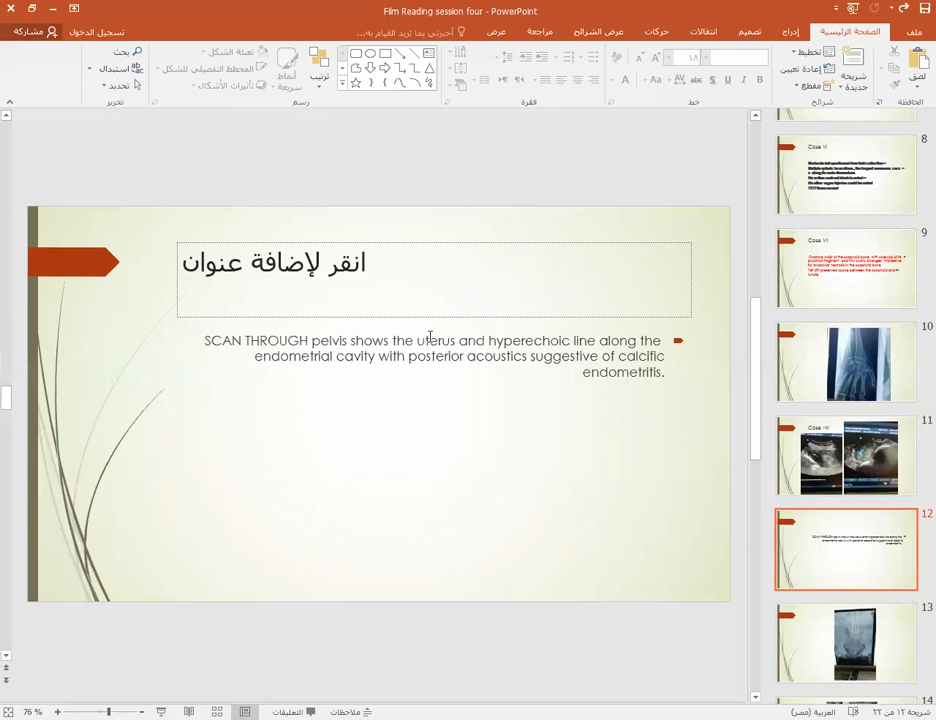 Film Reading session four - PowerPoint
ملف
الصفحة الرئيسية
إدراج
تصميم
انتقالات
حركات
عرض الشرائح
مراجعة
عرض
أخبرني بما تريد القيام به...
تسجيل الدخول
مشاركة
لصق
الحافظة
شريحة جديدة
تخطيط
إعادة تعيين
مقطع
شرائح
١٨
خط
فقرة
ترتيب
أنماط سريعة
تعبئة الشكل
المخطط التفصيلي للشكل
تأثيرات الأشكال
رسم
بحث
استبدال
تحديد
تحرير
انقر لإضافة عنوان
SCAN THROUGH pelvis shows the uterus and hyperechoic line along the
endometrial cavity with posterior acoustics suggestive of calcific
endometritis.
8
Case VI
9
Case VII
10
11
Case VIII
12
13
14
شريحة ١٢ من ٢٢
العربية (مصر)
ملاحظات
التعليقات
76 %